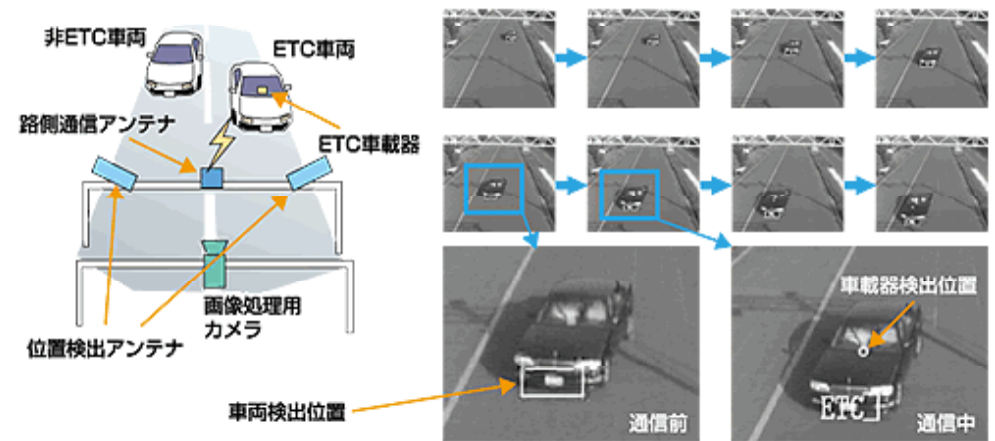 非ETC車両
ETC車両
路側通信アンテナ
ETC車載器
画像処理用
カメラ
位置検出アンテナ
車両検出位置
通信前
車載器検出位置
ETC
通信中